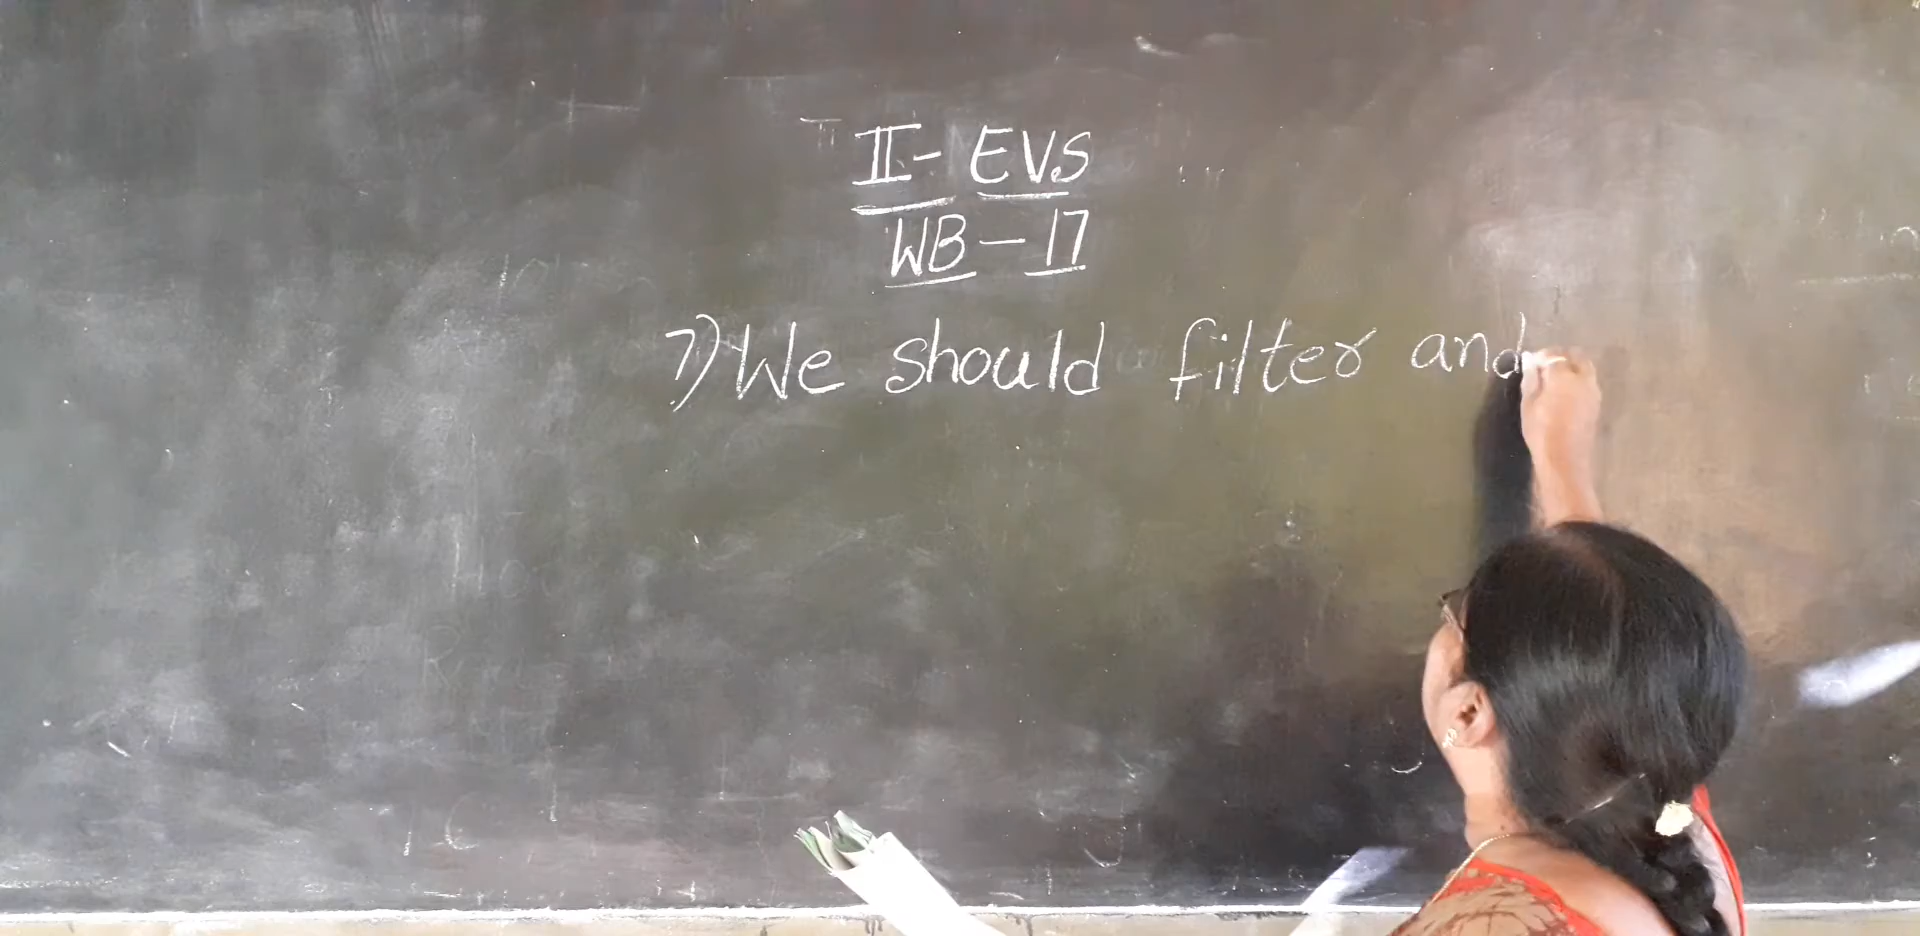 II- EVS
WB - 17
7) We should filter and